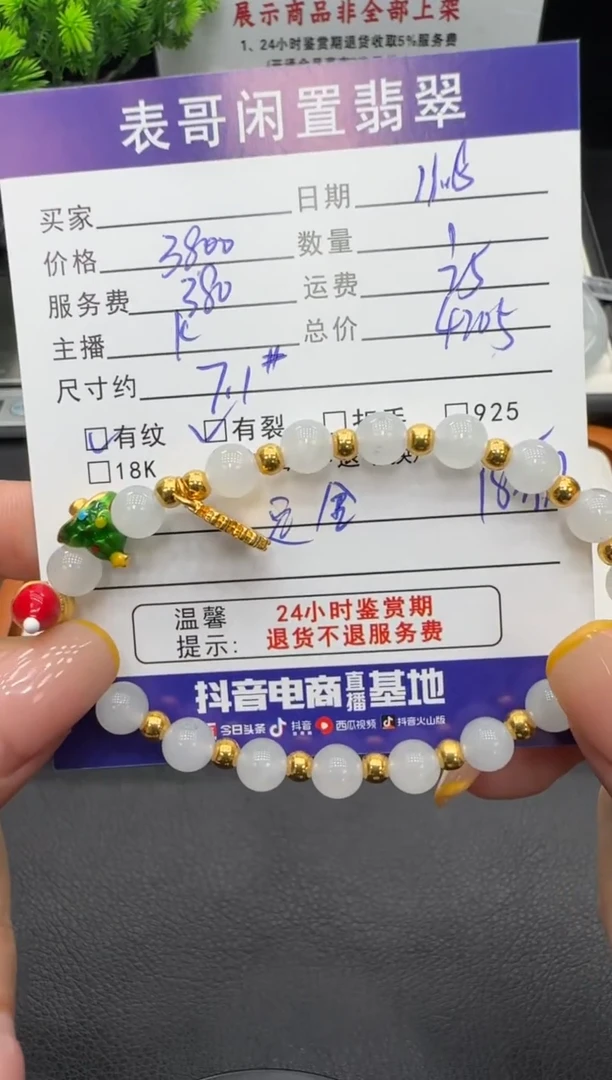 展示商品非全部上架
1、24小时鉴赏期退货收取5%服务费
表哥闲置翡翠
买家 日期 11.15
价格 3800 数量 1
服务费 380 运费 25
主播 K 总价 4205
尺寸约 7.1#
有纹 有裂 925
18K
足金
温馨提示: 24小时鉴赏期
退货不退服务费
抖音电商直播基地
今日头条 抖音 西瓜视频 抖音火山版